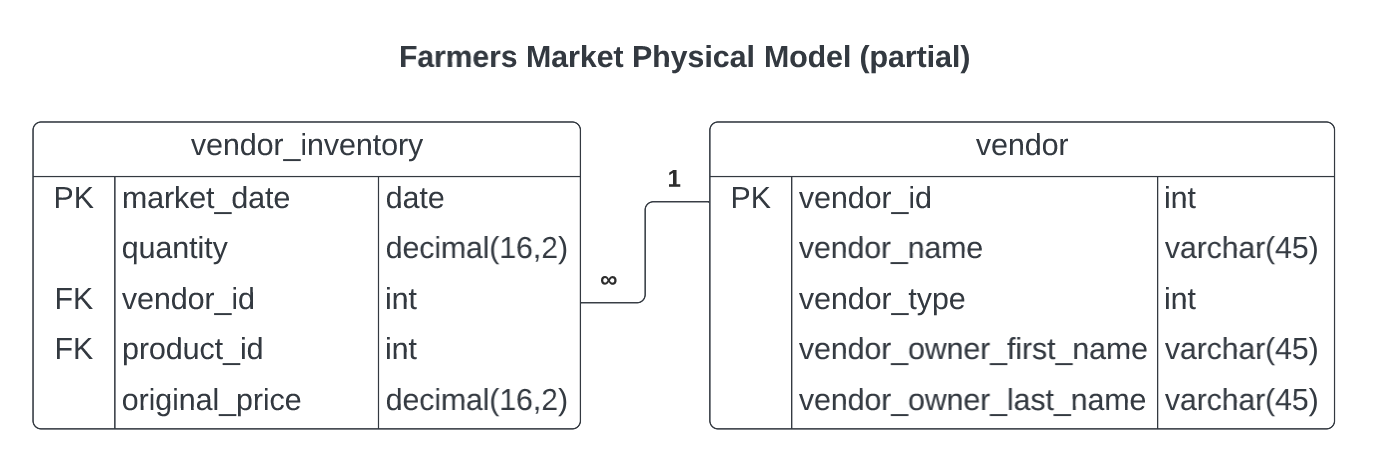 Farmers Market Physical Model (partial)
vendor_inventory
PK market_date date
quantity decimal(16,2)
FK vendor_id int
FK product_id int
original_price decimal(16,2)
∞
1
vendor
PK vendor_id int
vendor_name varchar(45)
vendor_type int
vendor_owner_first_name varchar(45)
vendor_owner_last_name varchar(45)